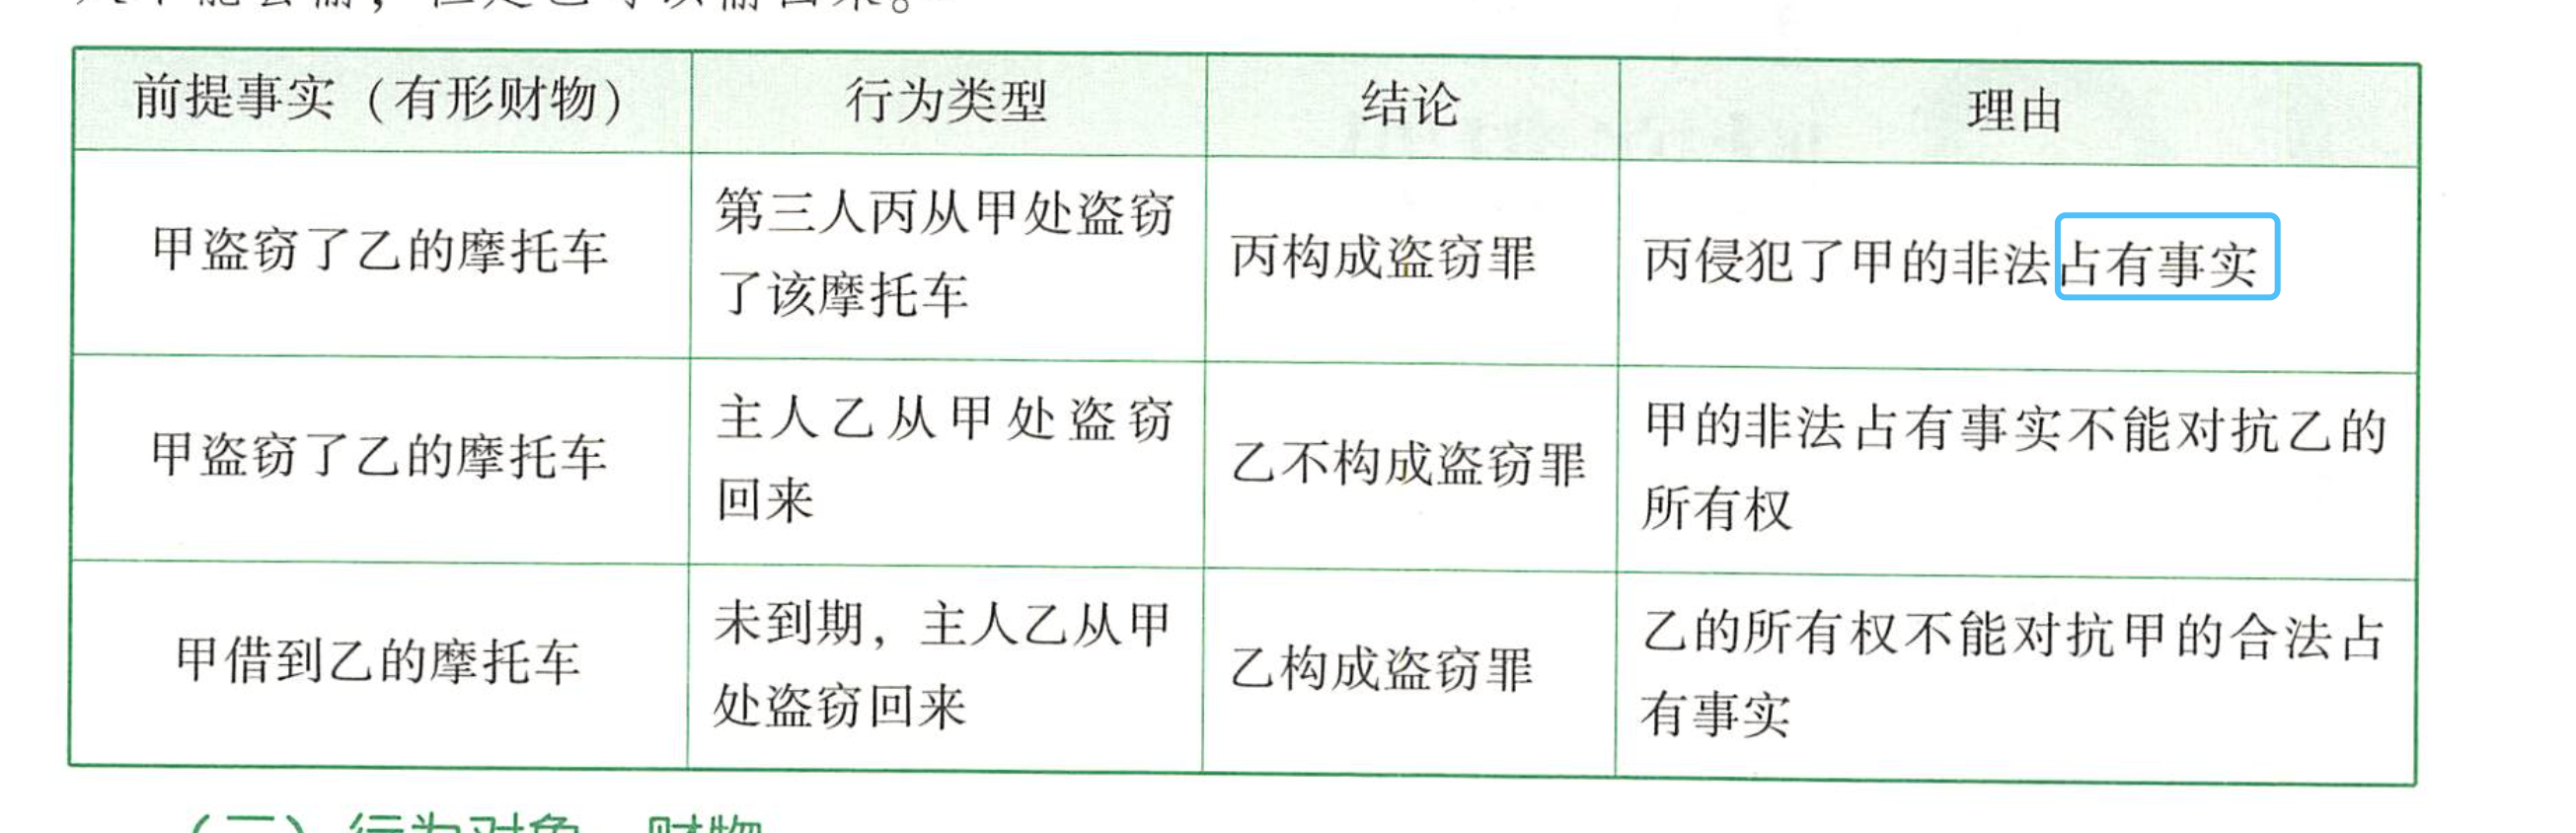 前提事实（有形财物）
行为类型
结论
理由
甲盗窃了乙的摩托车
第三人丙从甲处盗窃
了该摩托车
丙构成盗窃罪
丙侵犯了甲的非法占有事实
甲盗窃了乙的摩托车
主人乙从甲处盗窃
回来
乙不构成盗窃罪
甲的非法占有事实不能对抗乙的
所有权
甲借到乙的摩托车
未到期，主人乙从甲
处盗窃回来
乙构成盗窃罪
乙的所有权不能对抗甲的合法占
有事实